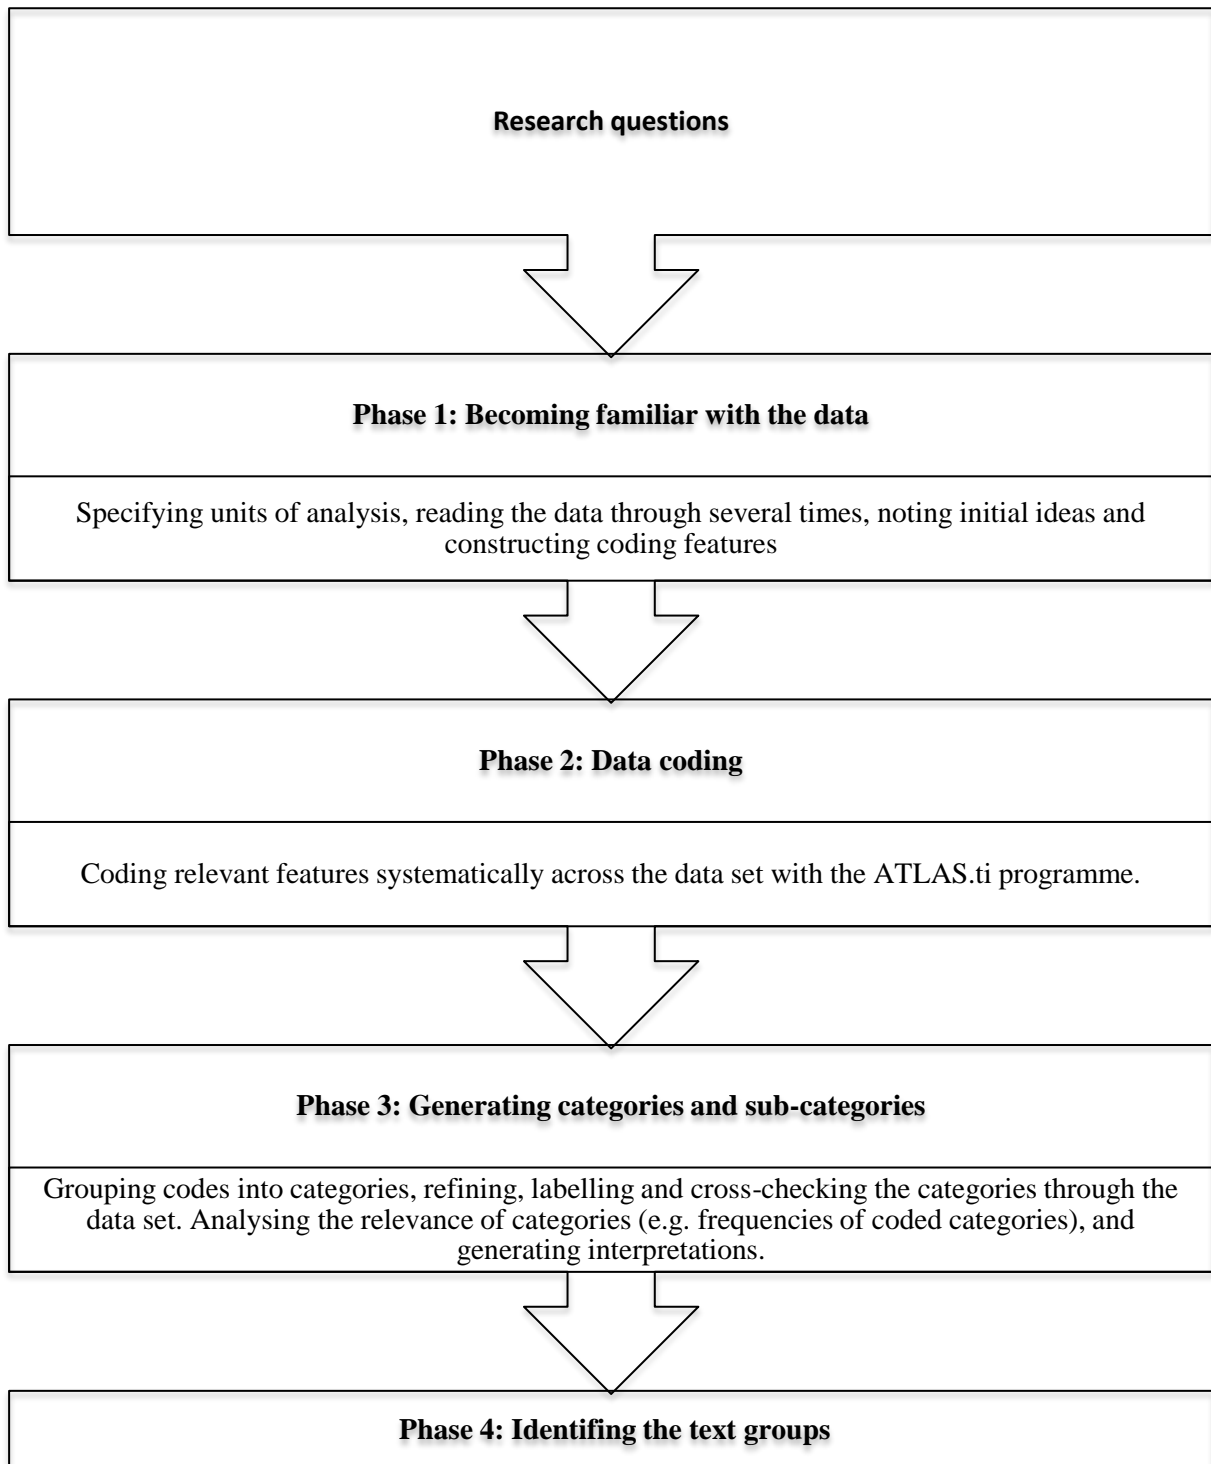 Research questions
Phase 1: Becoming familiar with the data
Specifying units of analysis, reading the data through several times, noting initial ideas and
constructing coding features
Phase 2: Data coding
Coding relevant features systematically across the data set with the ATLAS.ti programme.
Phase 3: Generating categories and sub-categories
Grouping codes into categories, refining, labelling and cross-checking the categories through the
data set. Analysing the relevance of categories (e.g. frequencies of coded categories), and
generating interpretations.
Phase 4: Identifing the text groups